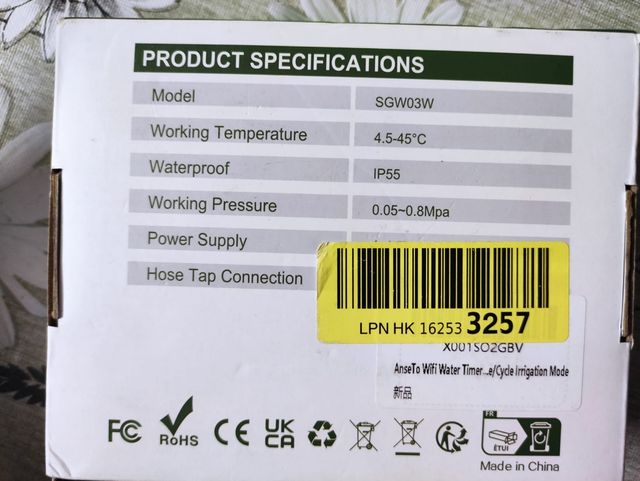 PRODUCT SPECIFICATIONS
Model SGW03W
Working Temperature 4.5-45°C
Waterproof IP55
Working Pressure 0.05~0.8Mpa
Power Supply
Hose Tap Connection
LPN HK 16253 3257
X001SO2GBV
AnseTo Wifi Water Timer...e/Cycle Irrigation Mode
新品
FC RoHS CE UK CA FR ÉTUI
Made in China